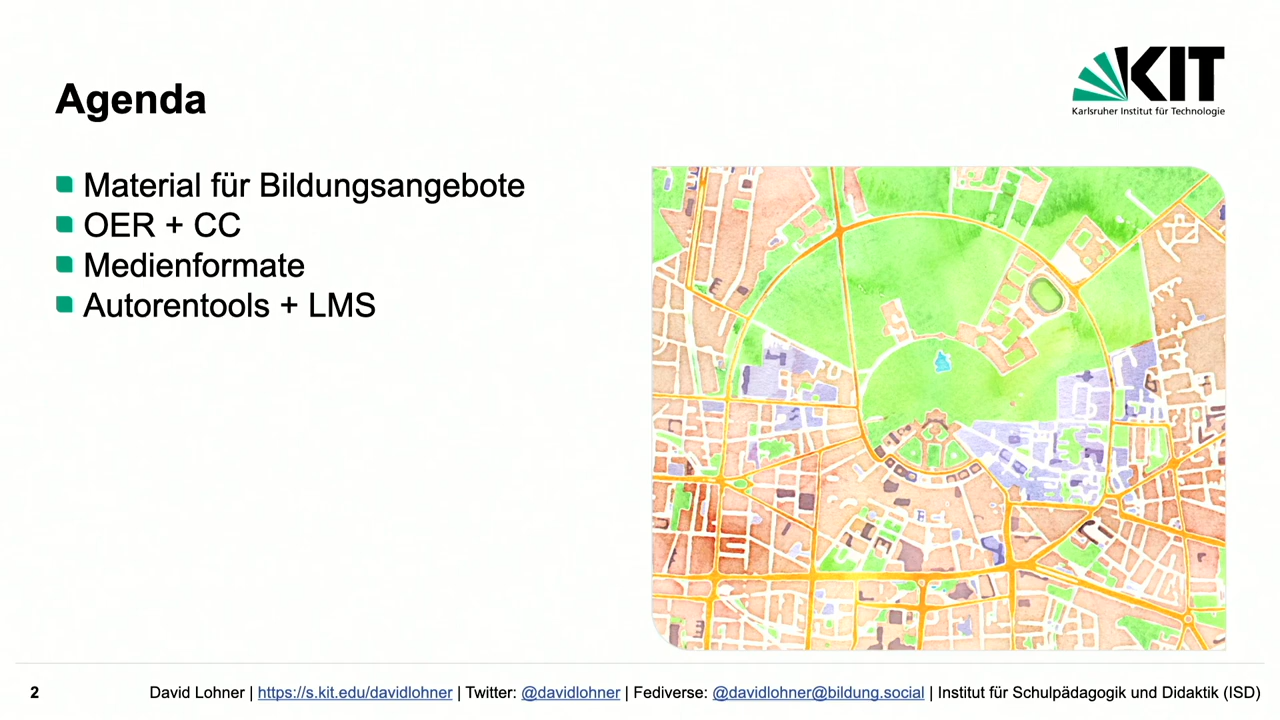 Agenda
KIT
Karlsruher Institut für Technologie
Material für Bildungsangebote
OER + CC
Medienformate
Autorentools + LMS
2
David Lohner | https://s.kit.edu/davidlohner | Twitter: @davidlohner | Fediverse: @davidlohner@bildung.social | Institut für Schulpädagogik und Didaktik (ISD)